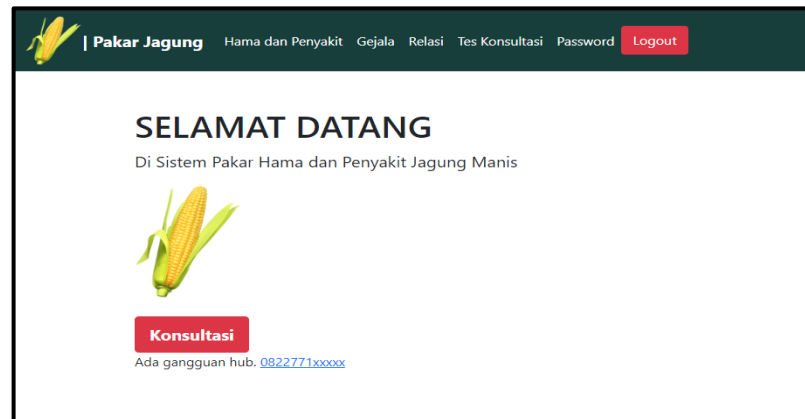 | Pakar Jagung Hama dan Penyakit Gejala Relasi Tes Konsultasi Password Logout
SELAMAT DATANG
Di Sistem Pakar Hama dan Penyakit Jagung Manis
Konsultasi
Ada gangguan hub. 0822771xxxxx